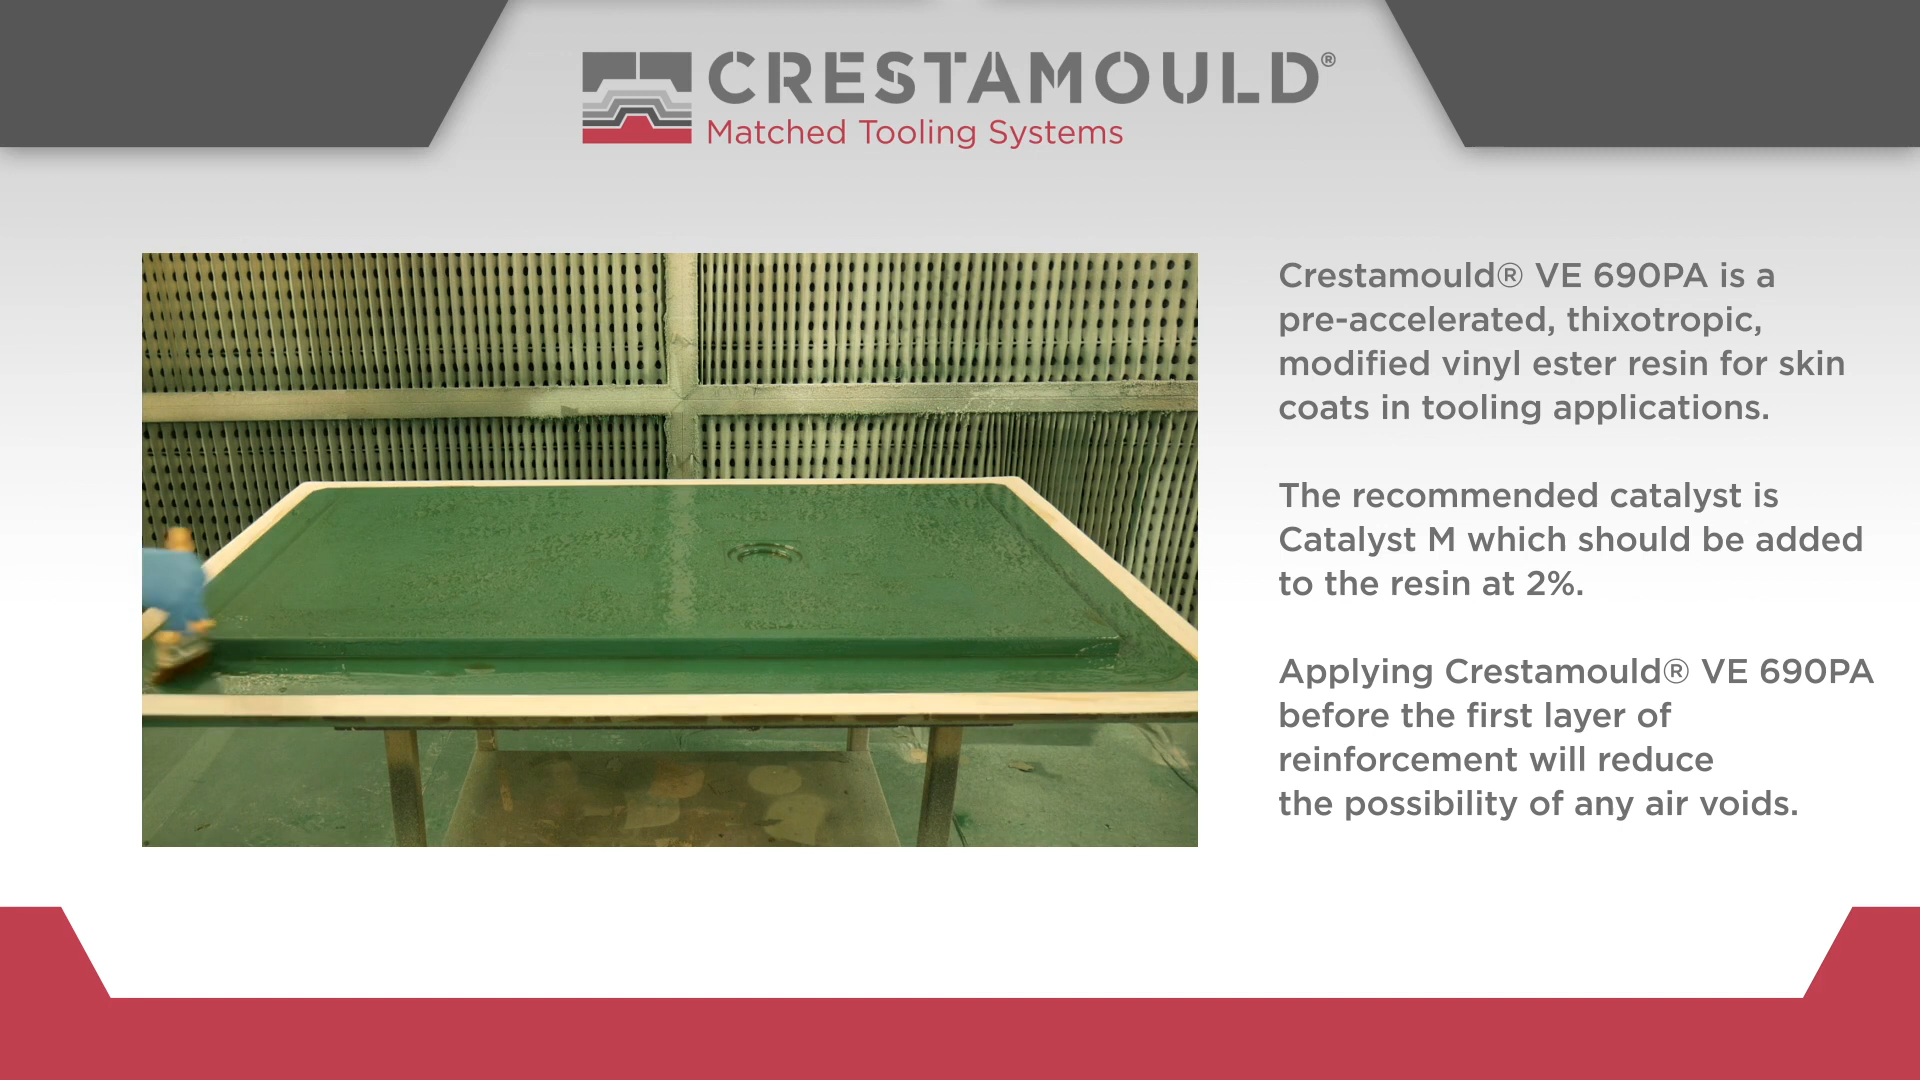 CRESTAMOULD®
Matched Tooling Systems
Crestamould® VE 690PA is a
pre-accelerated, thixotropic,
modified vinyl ester resin for skin
coats in tooling applications.
The recommended catalyst is
Catalyst M which should be added
to the resin at 2%.
Applying Crestamould® VE 690PA
before the first layer of
reinforcement will reduce
the possibility of any air voids.